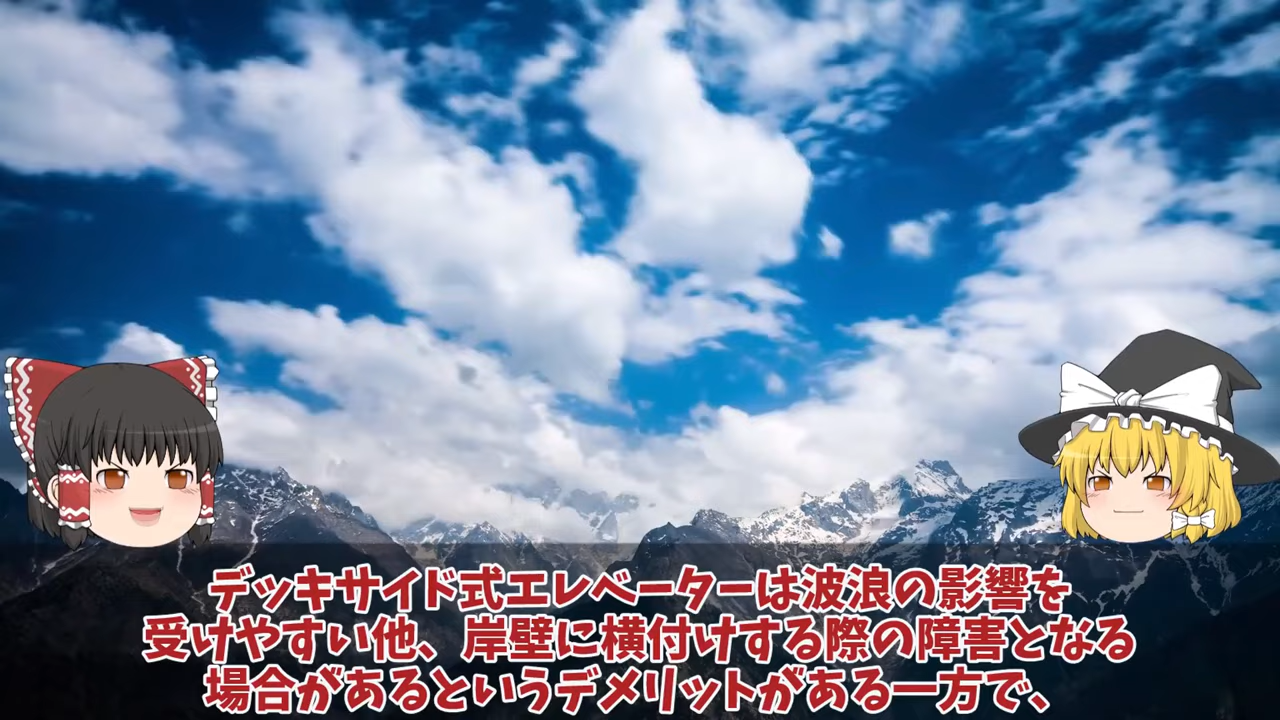 デッキサイド式エレベーターは波浪の影響を
受けやすい他、岸壁に横付けする際の障害となる
場合があるというデメリットがある一方で、